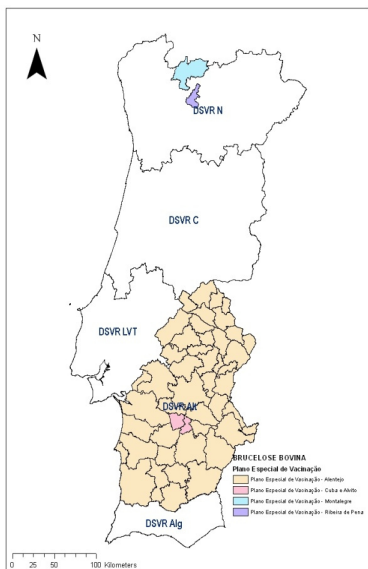 N
DSVR N
DSVR C
DSVR LVT
DSVR Alt
BRUCELOSE BOVINA
Plano Especial de Vacinação
Plano Especial de Vacinação - Alentejo
Plano Especial de Vacinação - Cuba e Alvito
Plano Especial de Vacinação - Montalegre
Plano Especial de Vacinação - Ribeira de Pena
DSVR Alg
0 25 50 100 Kilometers